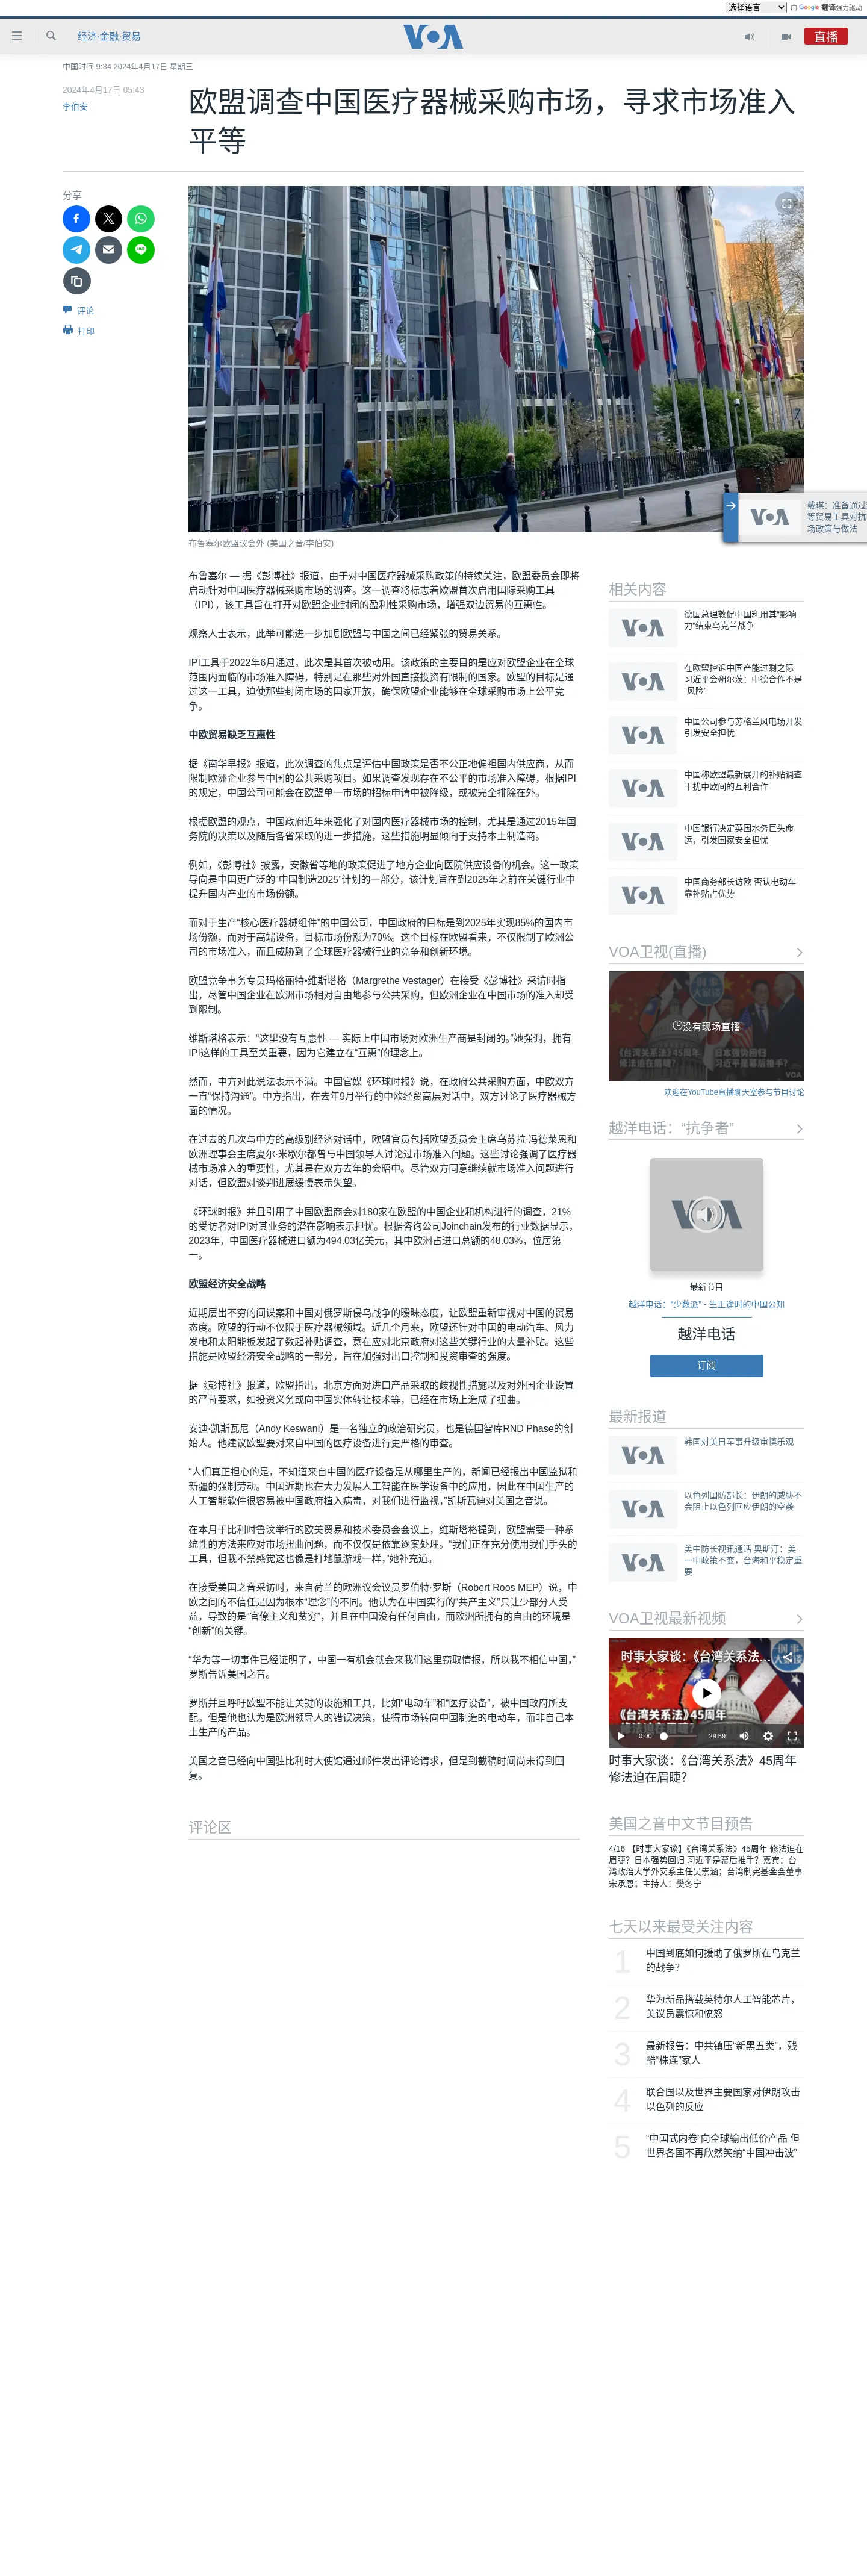 选择语言 由 Google 翻译强力驱动
经济·金融·贸易
VOA
直播
中国时间 9:34 2024年4月17日 星期三
2024年4月17日 05:43
李伯安
欧盟调查中国医疗器械采购市场，寻求市场准入
平等
分享
评论
打印
布鲁塞尔欧盟议会外 (美国之音/李伯安)
VOA
戴琪：准备通过
等贸易工具对抗
场政策与做法
布鲁塞尔 — 据《彭博社》报道，由于对中国医疗器械采购政策的持续关注，欧盟委员会即将
启动针对中国医疗器械采购市场的调查。这一调查将标志着欧盟首次启用国际采购工具
（IPI），该工具旨在打开对欧盟企业封闭的盈利性采购市场，增强双边贸易的互惠性。
观察人士表示，此举可能进一步加剧欧盟与中国之间已经紧张的贸易关系。
IPI工具于2022年6月通过，此次是其首次被动用。该政策的主要目的是应对欧盟企业在全球
范围内面临的市场准入障碍，特别是在那些对外国直接投资有限制的国家。欧盟的目标是通
过这一工具，迫使那些封闭市场的国家开放，确保欧盟企业能够在全球采购市场上公平竞
争。
中欧贸易缺乏互惠性
据《南华早报》报道，此次调查的焦点是评估中国政策是否不公正地偏袒国内供应商，从而
限制欧洲企业参与中国的公共采购项目。如果调查发现存在不公平的市场准入障碍，根据IPI
的规定，中国公司可能会在欧盟单一市场的招标申请中被降级，或被完全排除在外。
根据欧盟的观点，中国政府近年来强化了对国内医疗器械市场的控制，尤其是通过2015年国
务院的决策以及随后各省采取的进一步措施，这些措施明显倾向于支持本土制造商。
例如，《彭博社》披露，安徽省等地的政策促进了地方企业向医院供应设备的机会。这一政策
导向是中国更广泛的“中国制造2025”计划的一部分，该计划旨在到2025年之前在关键行业中
提升国内产业的市场份额。
而对于生产“核心医疗器械组件”的中国公司，中国政府的目标是到2025年实现85%的国内市
场份额，而对于高端设备，目标市场份额为70%。这个目标在欧盟看来，不仅限制了欧洲公
司的市场准入，而且威胁到了全球医疗器械行业的竞争和创新环境。
欧盟竞争事务专员玛格丽特•维斯塔格（Margrethe Vestager）在接受《彭博社》采访时指
出，尽管中国企业在欧洲市场相对自由地参与公共采购，但欧洲企业在中国市场的准入却受
到限制。
维斯塔格表示：“这里没有互惠性 — 实际上中国市场对欧洲生产商是封闭的。”她强调，拥有
IPI这样的工具至关重要，因为它建立在“互惠”的理念上。
然而，中方对此说法表示不满。中国官媒《环球时报》说，在政府公共采购方面，中欧双方
一直“保持沟通”。中方指出，在去年9月举行的中欧经贸高层对话中，双方讨论了医疗器械方
面的情况。
在过去的几次与中方的高级别经济对话中，欧盟官员包括欧盟委员会主席乌苏拉·冯德莱恩和
欧洲理事会主席夏尔·米歇尔都曾与中国领导人讨论过市场准入问题。这些讨论强调了医疗器
械市场准入的重要性，尤其是在双方去年的会晤中。尽管双方同意继续就市场准入问题进行
对话，但欧盟对谈判进展缓慢表示失望。
《环球时报》并且引用了中国欧盟商会对180家在欧盟的中国企业和机构进行的调查，21%
的受访者对IPI对其业务的潜在影响表示担忧。根据咨询公司Joinchain发布的行业数据显示，
2023年，中国医疗器械进口额为494.03亿美元，其中欧洲占进口总额的48.03%，位居第
一。
欧盟经济安全战略
近期层出不穷的间谍案和中国对俄罗斯侵乌战争的暧昧态度，让欧盟重新审视对中国的贸易
态度。欧盟的行动不仅限于医疗器械领域。近几个月来，欧盟还针对中国的电动汽车、风力
发电和太阳能板发起了数起补贴调查，意在应对北京政府对这些关键行业的大量补贴。这些
措施是欧盟经济安全战略的一部分，旨在加强对出口控制和投资审查的强度。
据《彭博社》报道，欧盟指出，北京方面对进口产品采取的歧视性措施以及对外国企业设置
的严苛要求，如投资义务或向中国实体转让技术等，已经在市场上造成了扭曲。
安迪·凯斯瓦尼（Andy Keswani）是一名独立的政治研究员，也是德国智库RND Phase的创
始人。他建议欧盟要对来自中国的医疗设备进行更严格的审查。
“人们真正担心的是，不知道来自中国的医疗设备是从哪里生产的，新闻已经报出中国监狱和
新疆的强制劳动。中国近期也在大力发展人工智能在医学设备中的应用，因此在中国生产的
人工智能软件很容易被中国政府植入病毒，对我们进行监视，”凯斯瓦迪对美国之音说。
在本月于比利时鲁汶举行的欧美贸易和技术委员会会议上，维斯塔格提到，欧盟需要一种系
统性的方法来应对市场扭曲问题，而不仅仅是依靠逐案处理。“我们正在充分使用我们手头的
工具，但我不禁感觉这也像是打地鼠游戏一样，”她补充道。
在接受美国之音采访时，来自荷兰的欧洲议会议员罗伯特·罗斯（Robert Roos MEP）说，中
欧之间的不信任是因为根本“理念”的不同。他认为在中国实行的“共产主义”只让少部分人受
益，导致的是“官僚主义和贫穷”，并且在中国没有任何自由，而欧洲所拥有的自由的环境是
“创新”的关键。
“华为等一切事件已经证明了，中国一有机会就会来我们这里窃取情报，所以我不相信中国，”
罗斯告诉美国之音。
罗斯并且呼吁欧盟不能让关键的设施和工具，比如“电动车”和“医疗设备”，被中国政府所支
配。但是他也认为是欧洲领导人的错误决策，使得市场转向中国制造的电动车，而非自己本
土生产的产品。
美国之音已经向中国驻比利时大使馆通过邮件发出评论请求，但是到截稿时间尚未得到回
复。
评论区
相关内容
VOA
德国总理敦促中国利用其“影响
力”结束乌克兰战争
VOA
在欧盟控诉中国产能过剩之际
习近平会朔尔茨：中德合作不是
“风险”
VOA
中国公司参与苏格兰风电场开发
引发安全担忧
VOA
中国称欧盟最新展开的补贴调查
干扰中欧间的互利合作
VOA
中国银行决定英国水务巨头命
运，引发国家安全担忧
VOA
中国商务部长访欧 否认电动车
靠补贴占优势
VOA卫视(直播)
没有现场直播
《台湾关系法》45周年
修法迫在眉睫？
日本强势回归
习近平是幕后推手？
VOA
欢迎在YouTube直播聊天室参与节目讨论
越洋电话：“抗争者”
VOA
最新节目
越洋电话：“少数派” - 生正逢时的中国公知
越洋电话
订阅
最新报道
VOA
韩国对美日军事升级审慎乐观
VOA
以色列国防部长：伊朗的威胁不
会阻止以色列回应伊朗的空袭
VOA
美中防长视讯通话 奥斯汀：美
一中政策不变，台海和平稳定重
要
VOA卫视最新视频
时事大家谈：《台湾关系法...
《台湾关系法》45周年
0:00
29:59
时事大家谈：《台湾关系法》45周年
修法迫在眉睫？
美国之音中文节目预告
4/16 【时事大家谈】《台湾关系法》45周年 修法迫在
眉睫？日本强势回归 习近平是幕后推手？嘉宾：台
湾政治大学外交系主任吴崇涵；台湾制宪基金会董事
宋承恩；主持人：樊冬宁
七天以来最受关注内容
1
中国到底如何援助了俄罗斯在乌克兰
的战争？
2
华为新品搭载英特尔人工智能芯片，
美议员震惊和愤怒
3
最新报告：中共镇压“新黑五类”，残
酷“株连”家人
4
联合国以及世界主要国家对伊朗攻击
以色列的反应
5
“中国式内卷”向全球输出低价产品 但
世界各国不再欣然笑纳“中国冲击波”